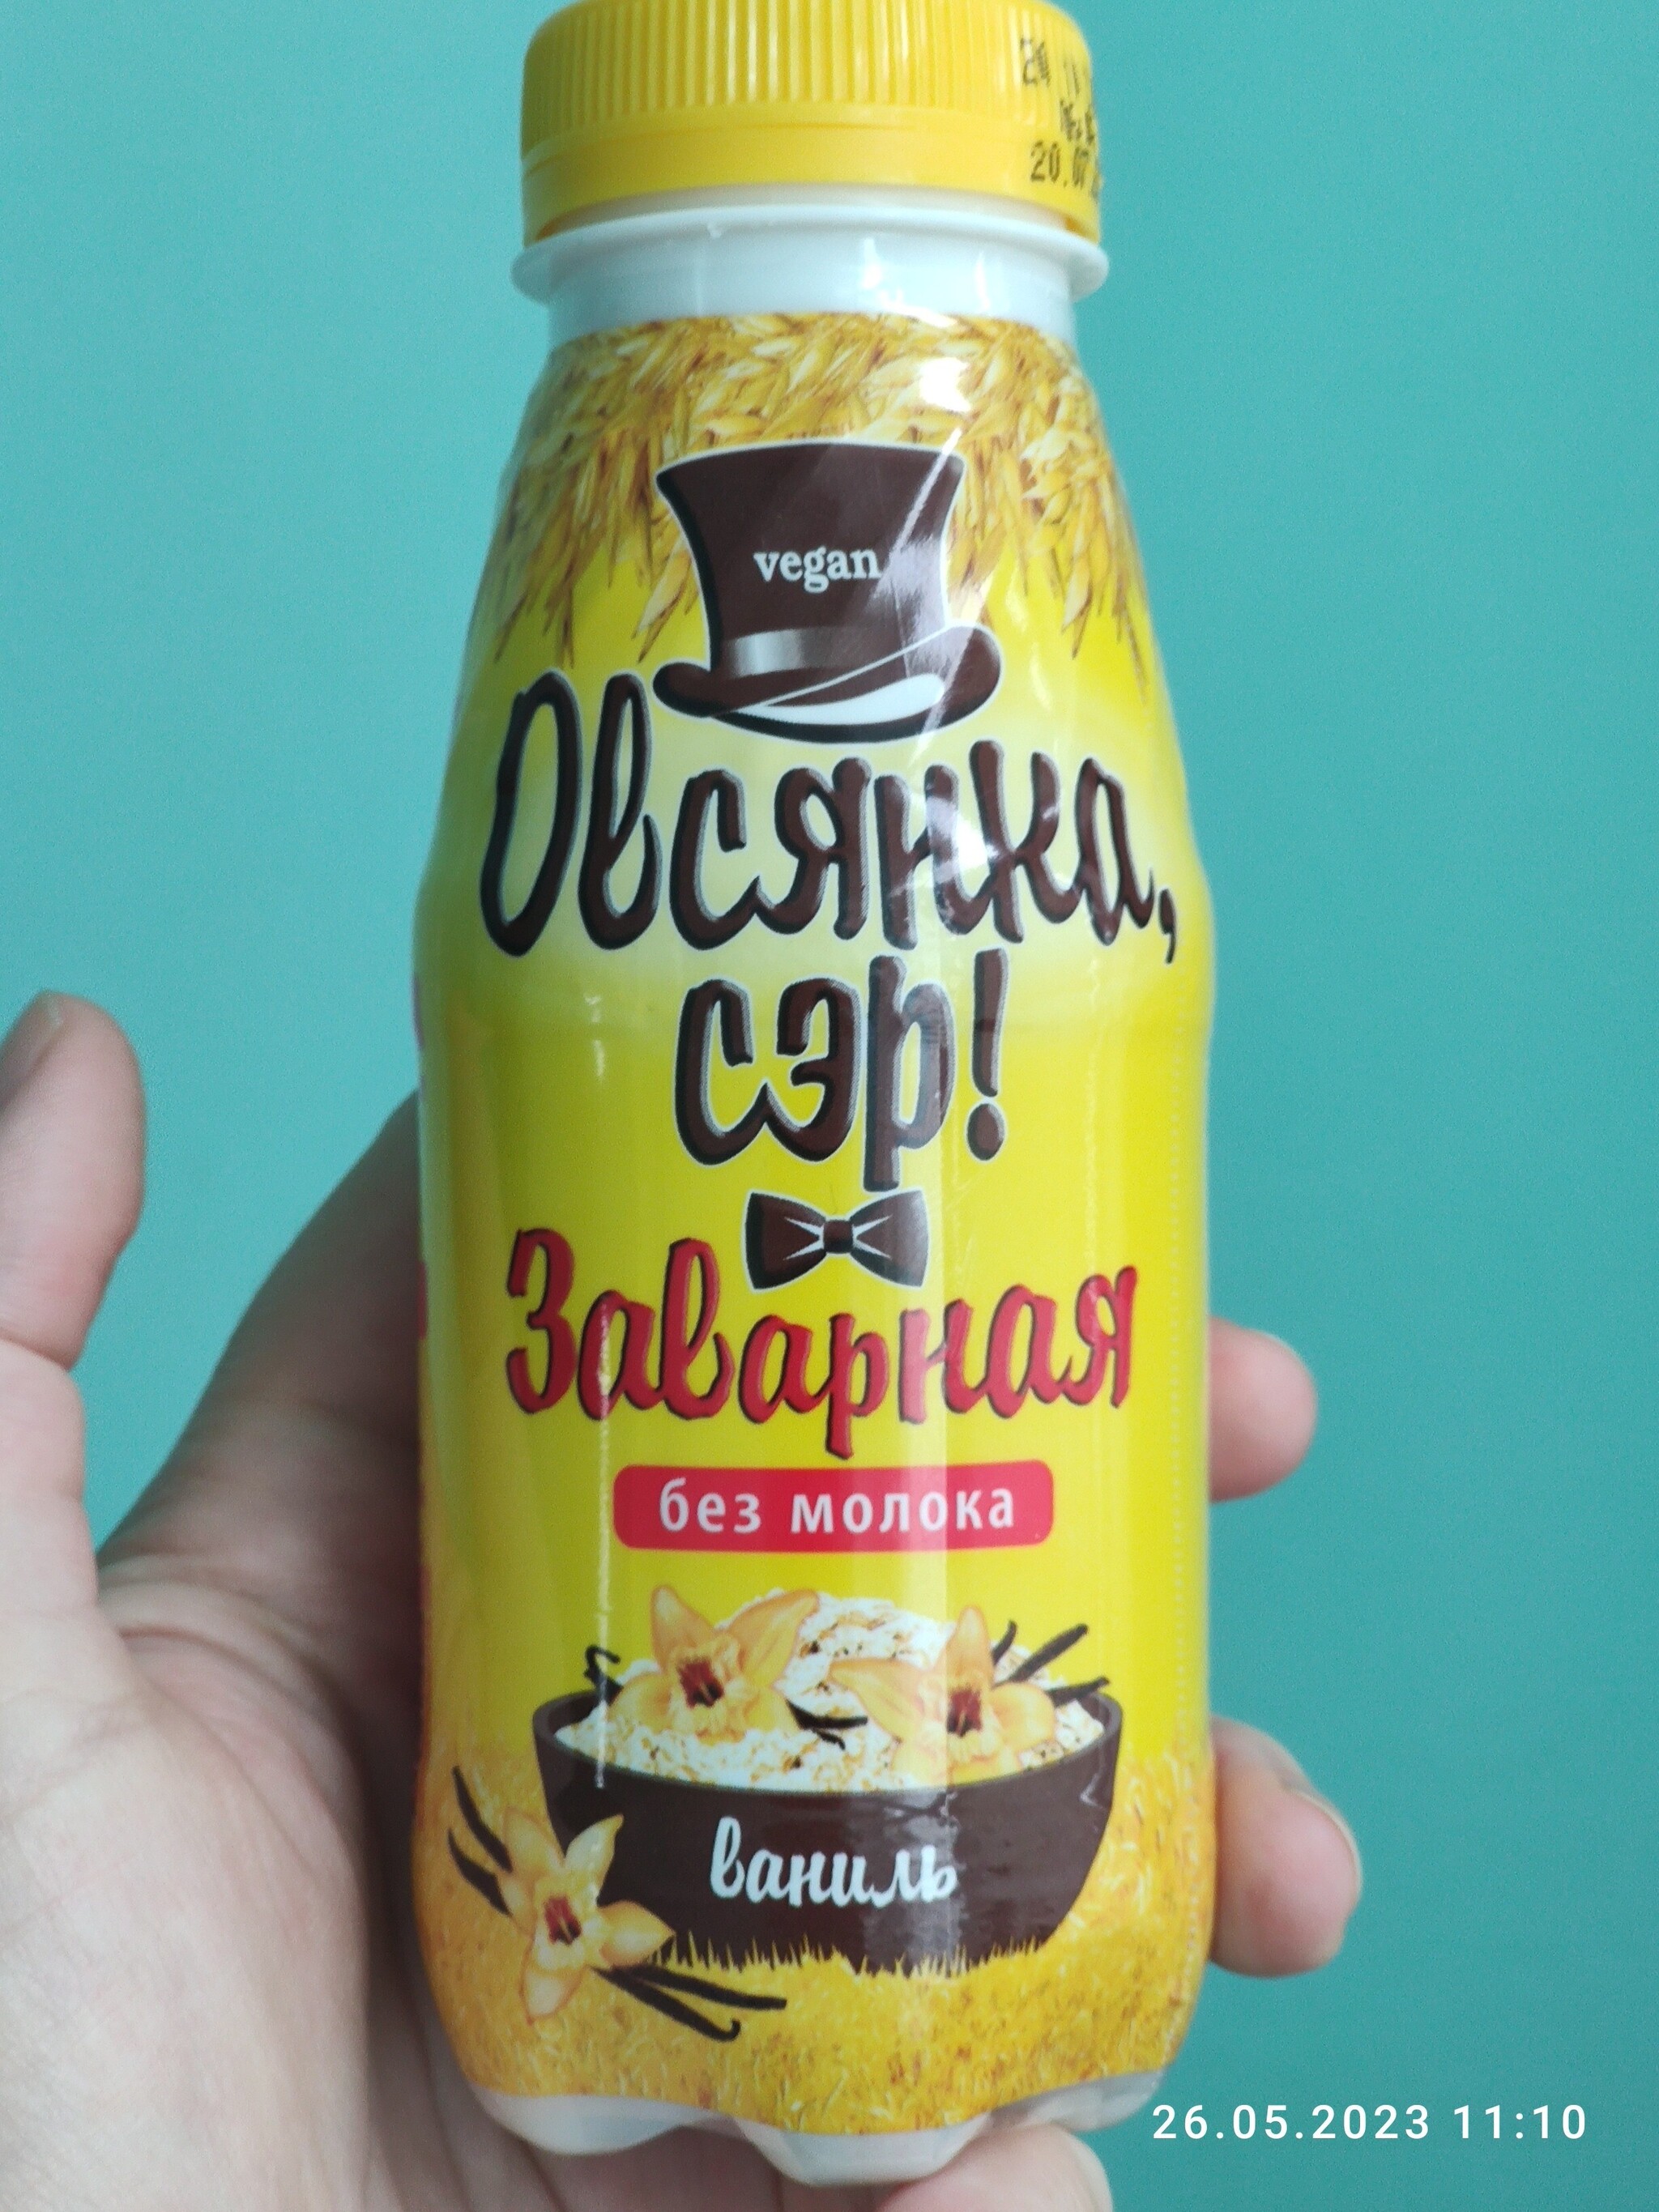 20.07
vegan
Овсянка,
сэр!
Заварная
без молока
ваниль
26.05.2023 11:10